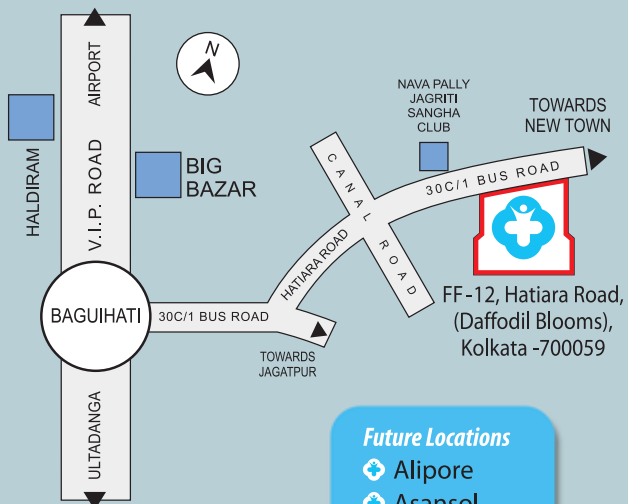 N
AIRPORT
V.I.P. ROAD
HALDIRAM
BIG
BAZAR
NAVA PALLY
JAGRITI
SANGHA
CLUB
TOWARDS
NEW TOWN
CANAL ROAD
30C/1 BUS ROAD
HATIARA ROAD
BAGUIHATI
30C/1 BUS ROAD
TOWARDS
JAGATPUR
FF-12, Hatiara Road,
(Daffodil Blooms),
Kolkata -700059
ULTADANGA
Future Locations
Alipore
Asansol